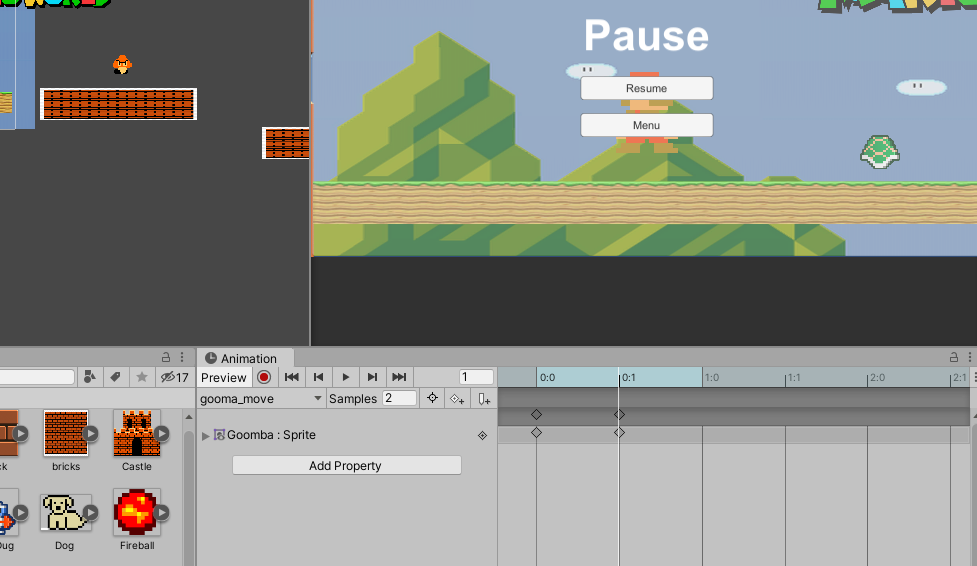 Pause
Resume
Menu
17
Animation
Preview
1
0:0
0:1
1:0
1:1
2:0
2:1
gooma_move
Samples
2
Goomba : Sprite
Add Property
ck
bricks
Castle
Dug
Dog
Fireball